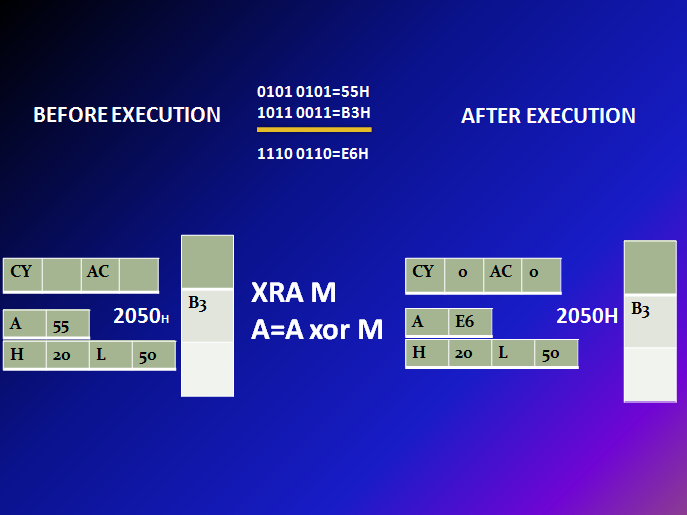 0101 0101=55H
1011 0011=B3H
BEFORE EXECUTION
AFTER EXECUTION
1110 0110=E6H
CY AC
B3
A 55
2050H
H 20 L 50
XRA M
A=A xor M
CY 0 AC 0
B3
A E6
2050H
H 20 L 50